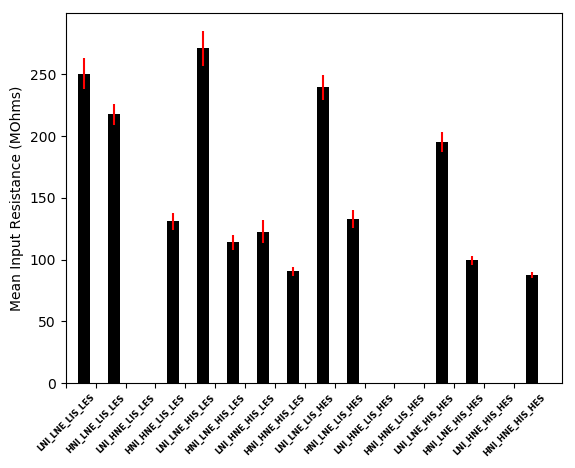 Mean Input Resistance (MOhms)
250
200
150
100
50
0
LNI_LNE_LIS_LES
HNI_LNE_LIS_LES
LNI_HNE_LIS_LES
HNI_HNE_LIS_LES
LNI_LNE_HIS_LES
HNI_LNE_HIS_LES
LNI_HNE_HIS_LES
HNI_HNE_HIS_LES
LNI_LNE_LIS_HES
HNI_LNE_LIS_HES
LNI_HNE_LIS_HES
HNI_HNE_LIS_HES
LNI_LNE_HIS_HES
HNI_LNE_HIS_HES
LNI_HNE_HIS_HES
HNI_HNE_HIS_HES